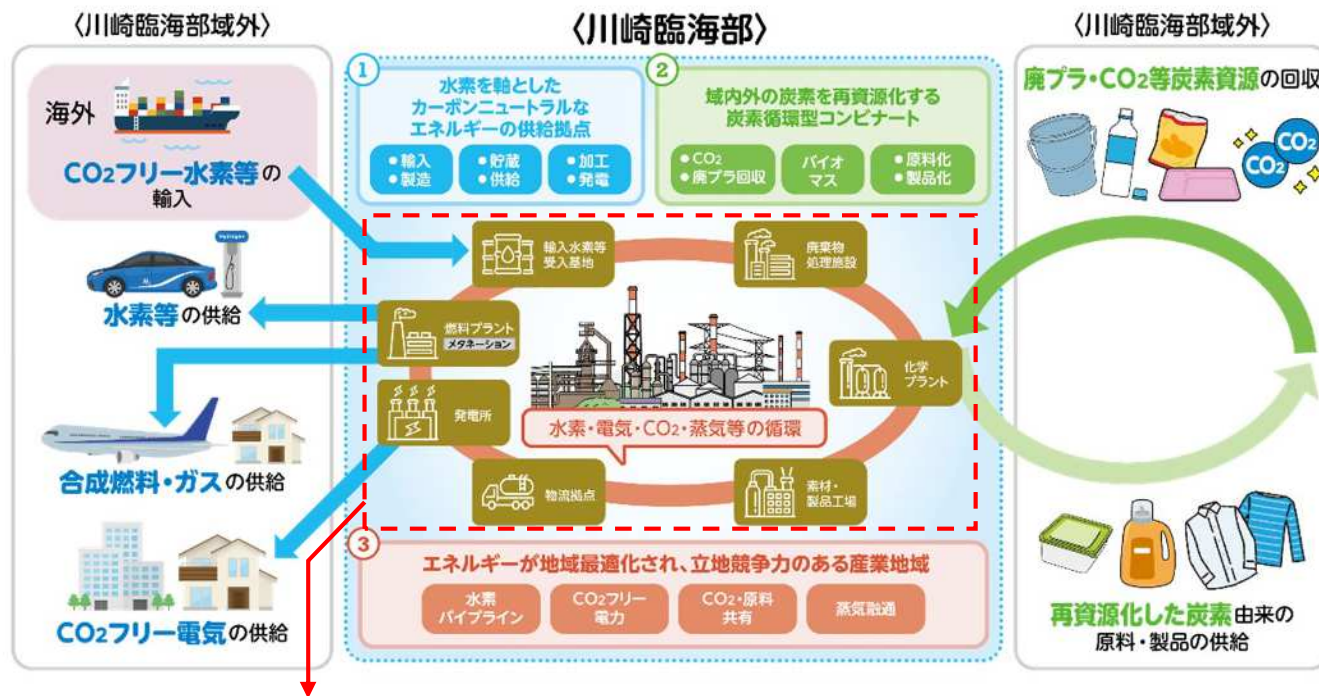 〈川崎臨海部域外〉
海外
CO2フリー水素等の
輸入
Hydrogen
水素等の供給
合成燃料・ガスの供給
CO2フリー電気の供給
〈川崎臨海部〉
①
水素を軸とした
カーボンニュートラルな
エネルギーの供給拠点
●輸入
●製造
●貯蔵
●供給
●加工
●発電
②
域内外の炭素を再資源化する
炭素循環型コンビナート
●CO2
●廃プラ回収
バイオ
マス
●原料化
●製品化
輸入水素等
受入基地
廃棄物
処理施設
燃料プラント
メタネーション
化学
プラント
発電所
水素・電気・CO2・蒸気等の循環
物流拠点
素材・
製品工場
③
エネルギーが地域最適化され、立地競争力のある産業地域
水素
パイプライン
CO2フリー
電力
CO2・原料
共有
蒸気融通
〈川崎臨海部域外〉
廃プラ・CO2等炭素資源の回収
CO2
CO2
再資源化した炭素由来の
原料・製品の供給